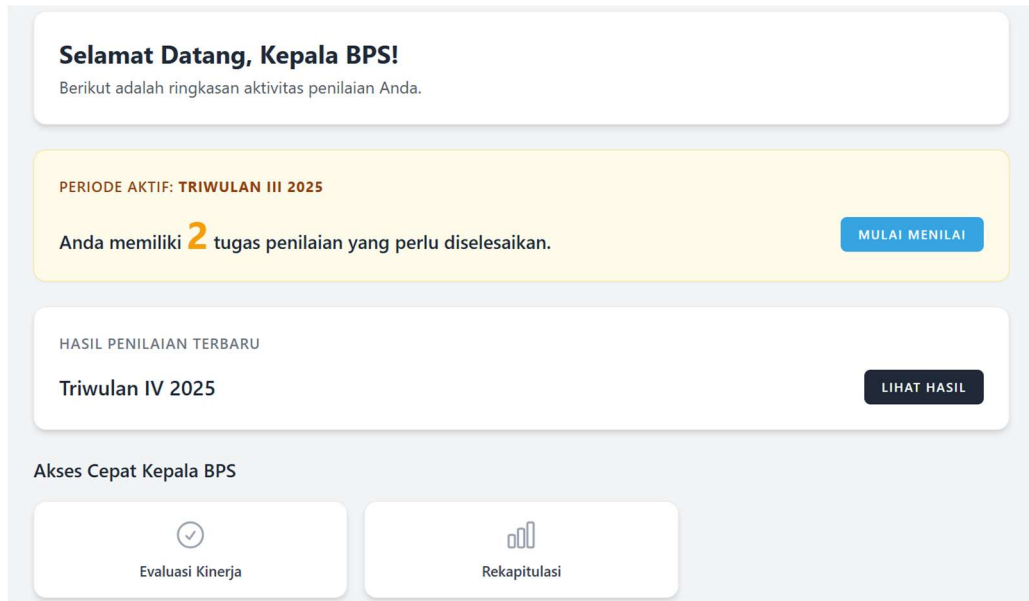 Selamat Datang, Kepala BPS!
Berikut adalah ringkasan aktivitas penilaian Anda.
PERIODE AKTIF: TRIWULAN III 2025
Anda memiliki 2 tugas penilaian yang perlu diselesaikan.
MULAI MENILAI
HASIL PENILAIAN TERBARU
Triwulan IV 2025
LIHAT HASIL
Akses Cepat Kepala BPS
Evaluasi Kinerja
Rekapitulasi